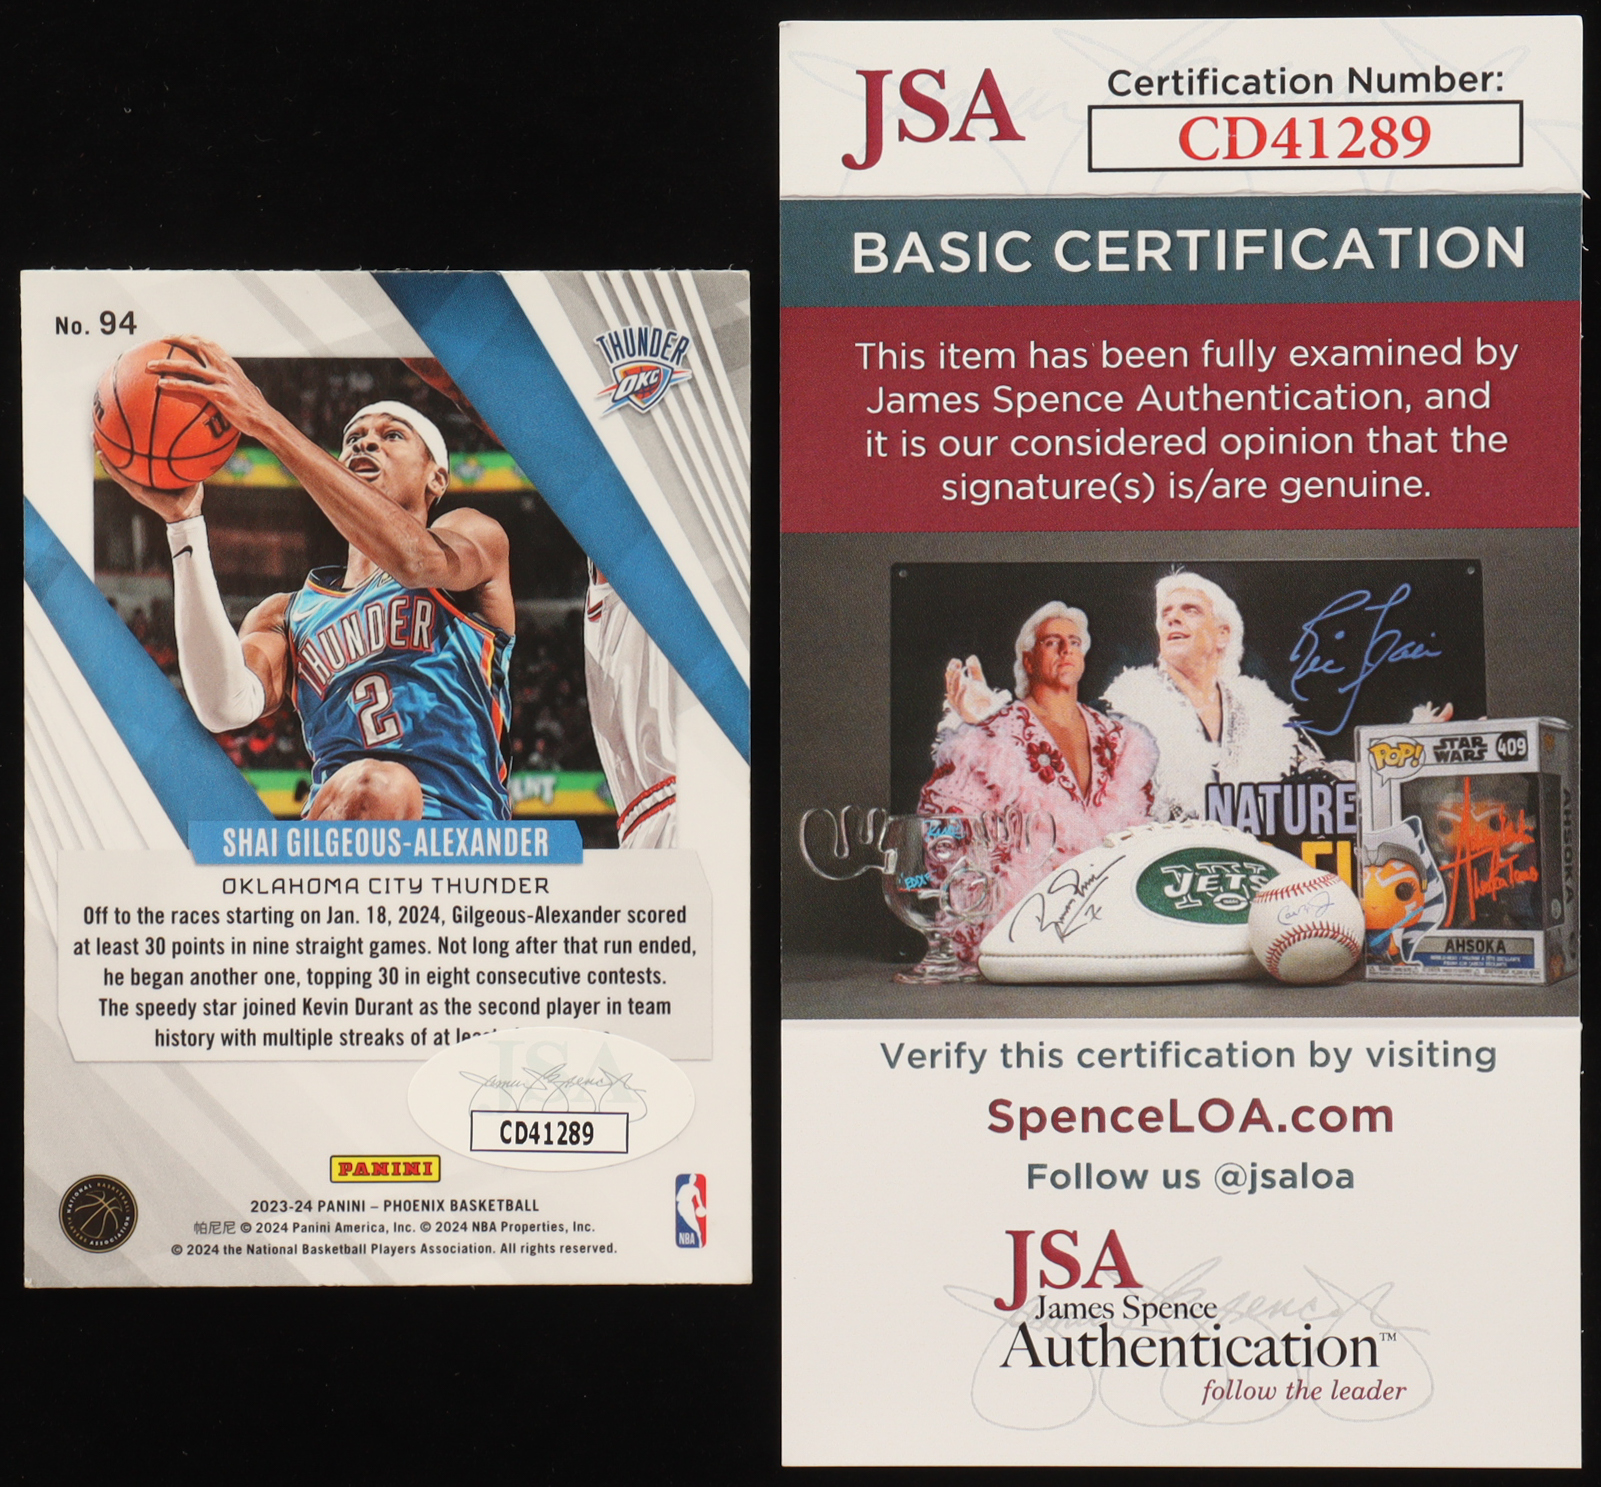 No. 94
THUNDER
OKC
THUNDER
2
SHAI GILGEOUS-ALEXANDER
OKLAHOMA CITY THUNDER
Off to the races starting on Jan. 18, 2024, Gilgeous-Alexander scored
at least 30 points in nine straight games. Not long after that run ended,
he began another one, topping 30 in eight consecutive contests.
The speedy star joined Kevin Durant as the second player in team
history with multiple streaks of at
JSA
CD41289
PANINI
2023-24 PANINI – PHOENIX BASKETBALL
帕尼尼 © 2024 Panini America, Inc. © 2024 NBA Properties, Inc.
© 2024 the National Basketball Players Association. All rights reserved.
NBA
JSA
Certification Number:
CD41289
BASIC CERTIFICATION
This item has been fully examined by
James Spence Authentication, and
it is our considered opinion that the
signature(s) is/are genuine.
Ric Flair
POP!
STAR
WARS
409
NATURE
JETS
AHSOKA
AHSOKA
Verify this certification by visiting
SpenceLOA.com
Follow us @jsaloa
JSA
James Spence
Authentication™
follow the leader